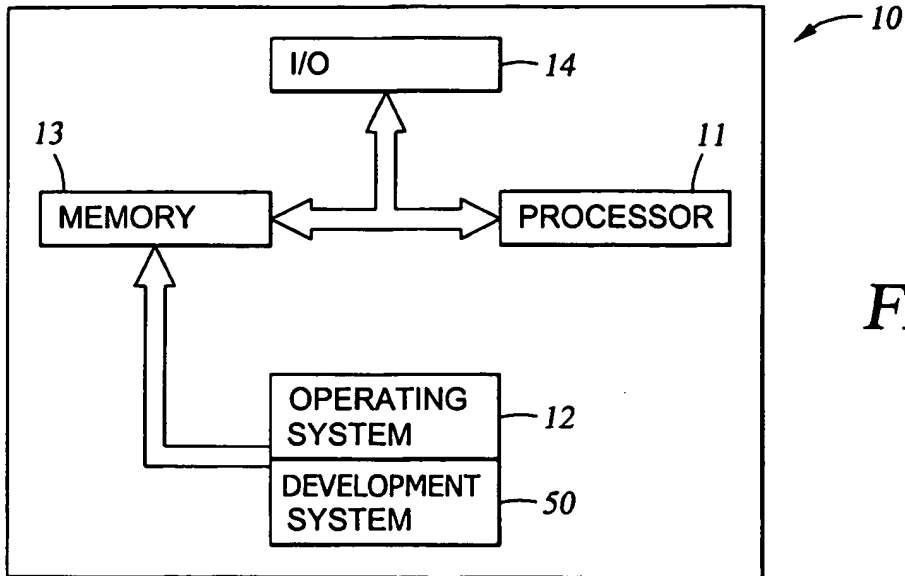 10
I/O
14
13
11
MEMORY
PROCESSOR
OPERATING
SYSTEM
12
DEVELOPMENT
SYSTEM
50